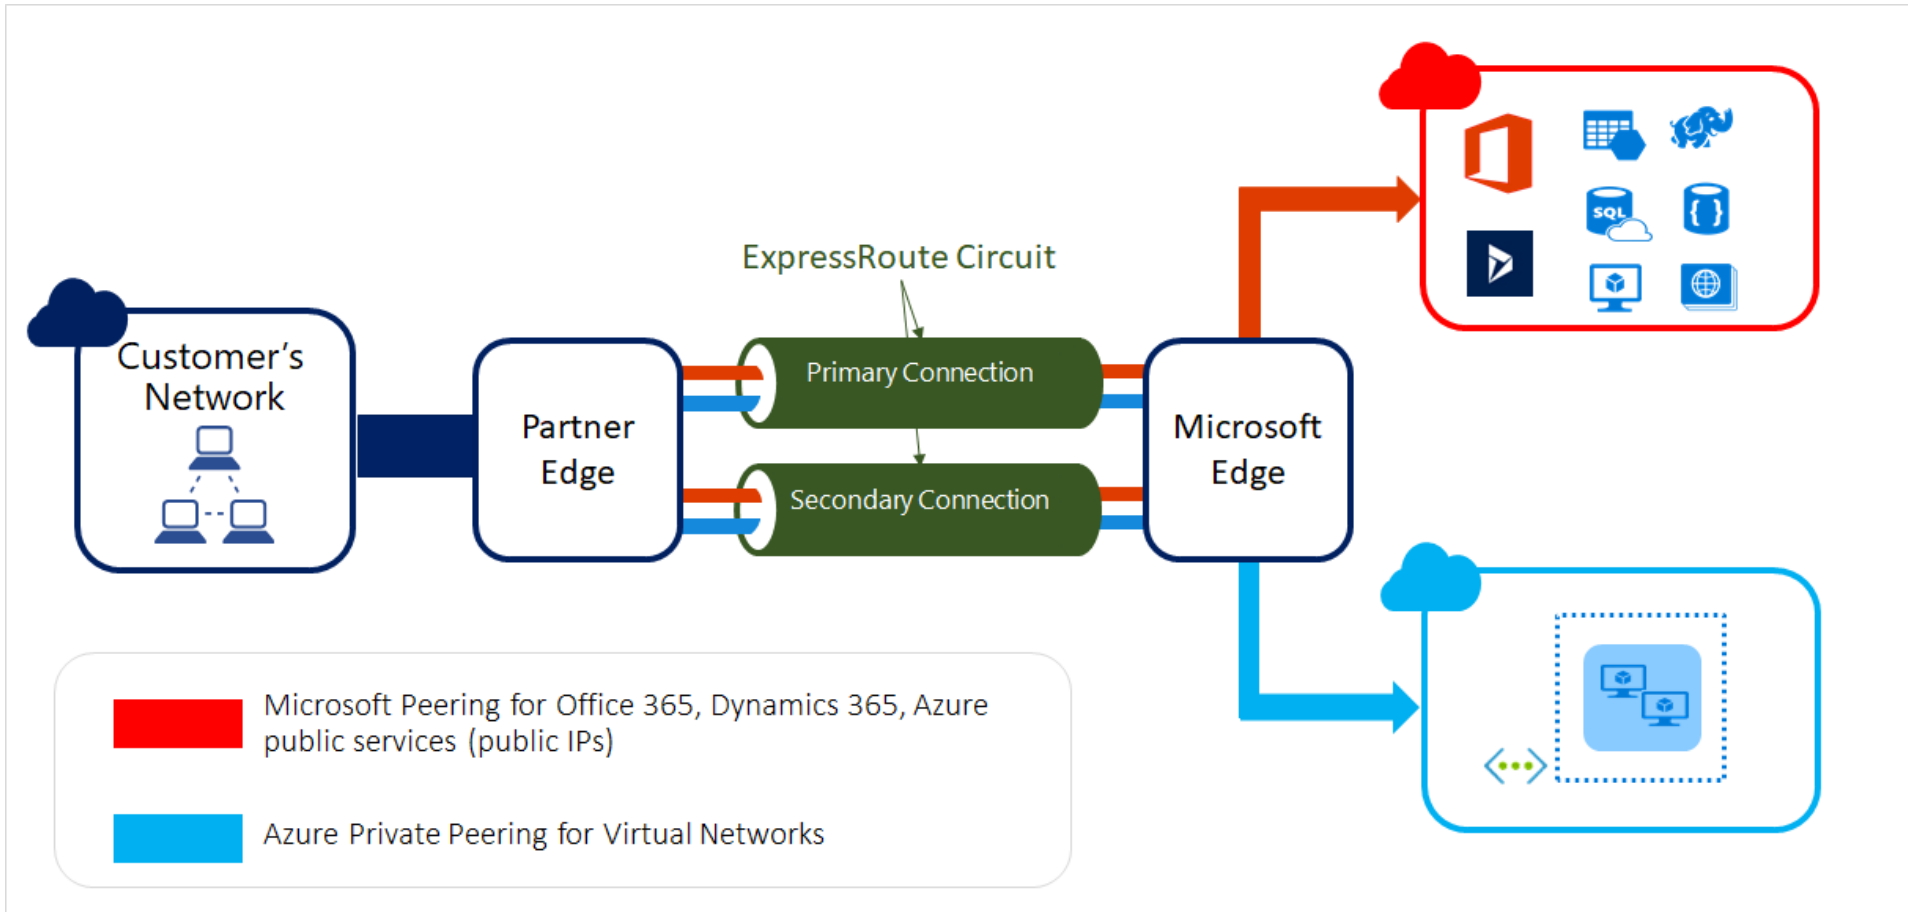 ExpressRoute Circuit
Customer's
Network
Partner
Edge
Primary Connection
Secondary Connection
Microsoft
Edge
SQL
Microsoft Peering for Office 365, Dynamics 365, Azure
public services (public IPs)
Azure Private Peering for Virtual Networks